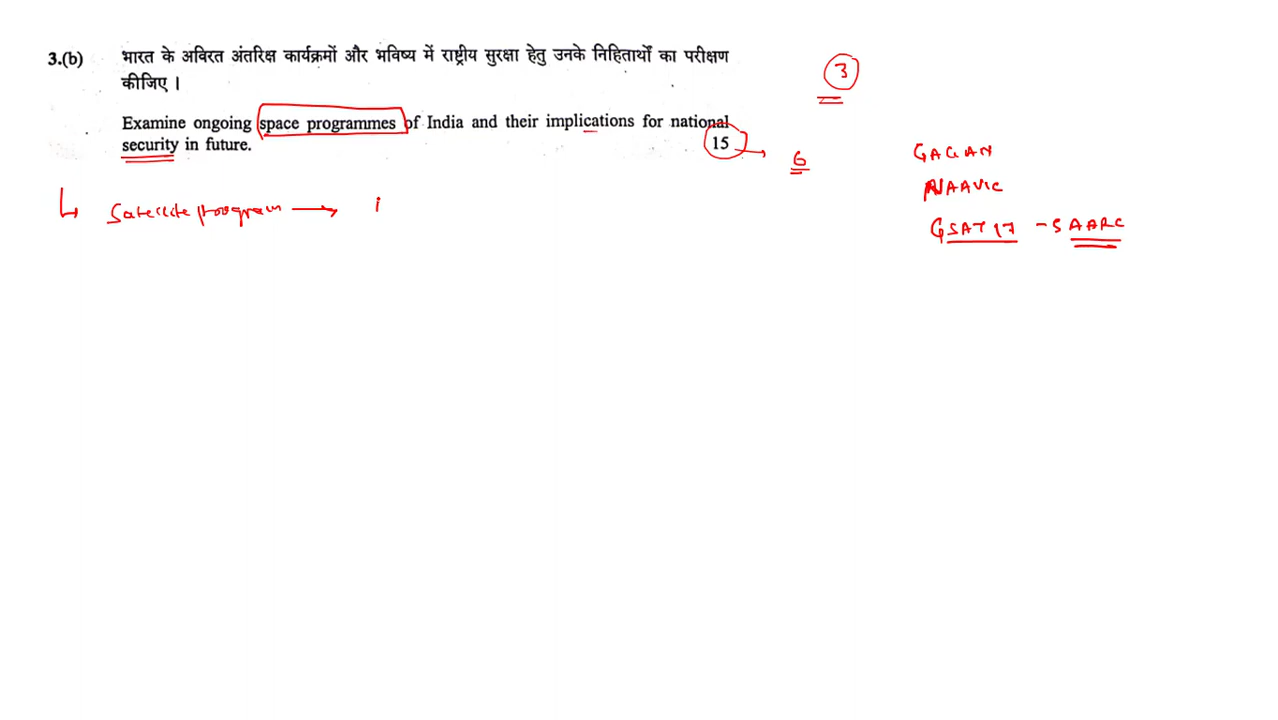 3.(b) भारत के अविरत अंतरिक्ष कार्यक्रमों और भविष्य में राष्ट्रीय सुरक्षा हेतु उनके निहितार्थों का परीक्षण
कीजिए ।
3
Examine ongoing space programmes of India and their implications for national
security in future. 15
6
GAGAN
NAAVIC
GSAT 17 - SAARC
Satellite program